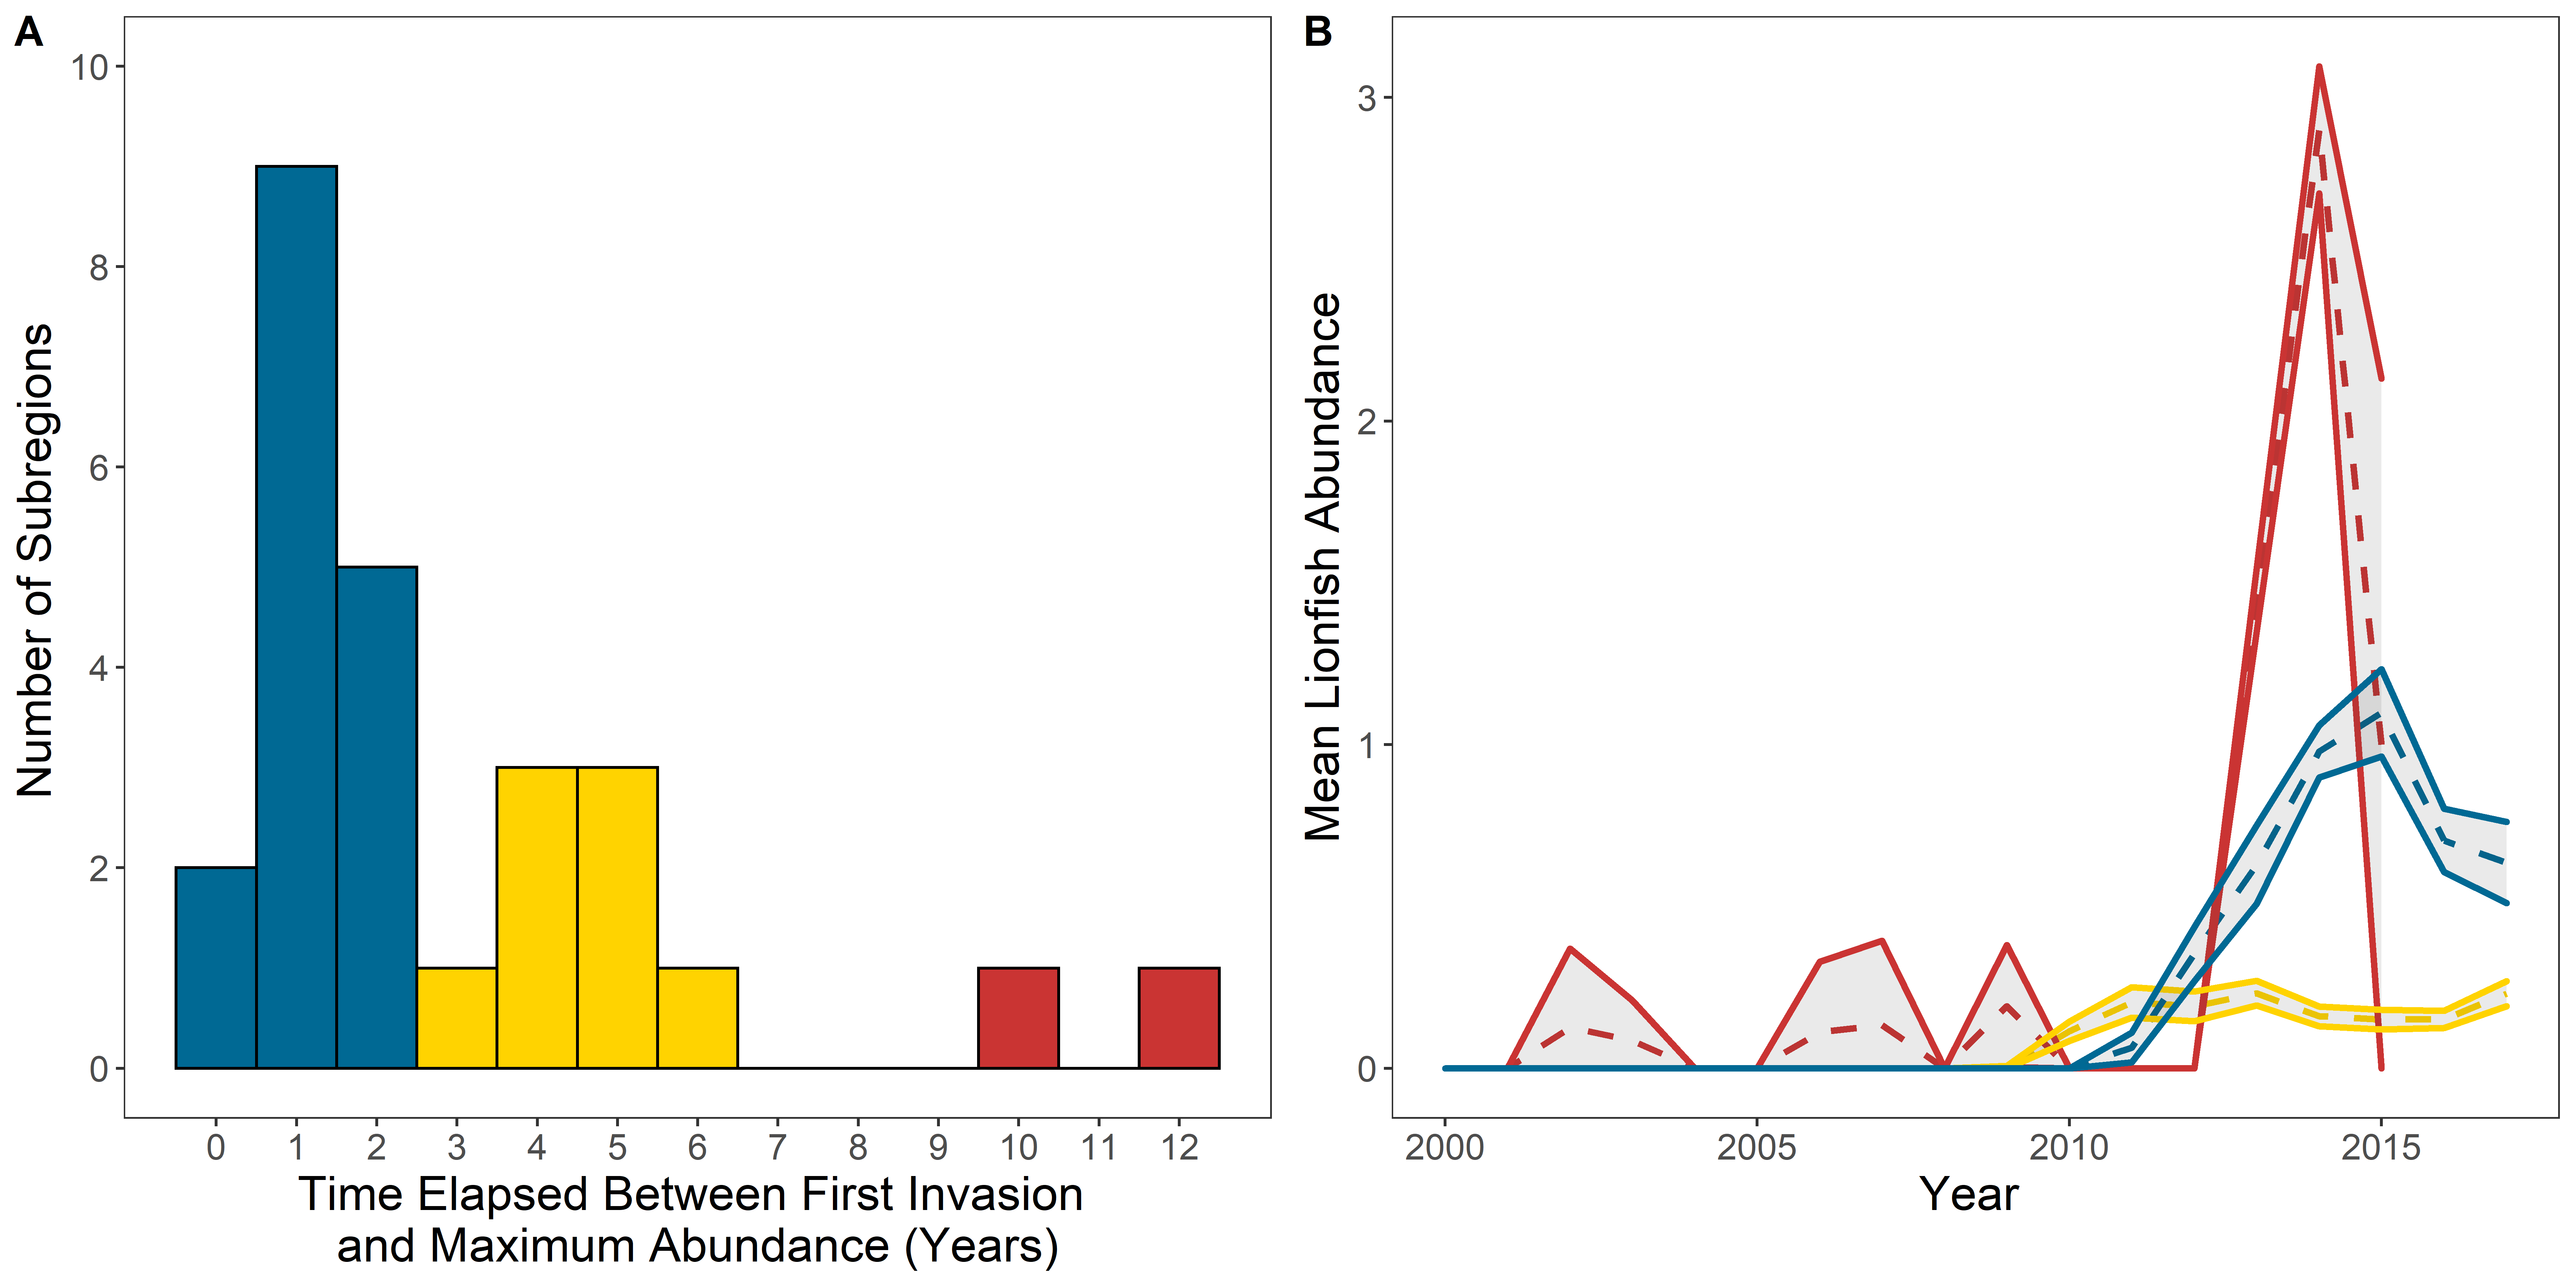 A
Number of Subregions
10
8
6
4
2
0
0 1 2 3 4 5 6 7 8 9 10 11 12
Time Elapsed Between First Invasion
and Maximum Abundance (Years)
B
Mean Lionfish Abundance
3
2
1
0
2000 2005 2010 2015
Year